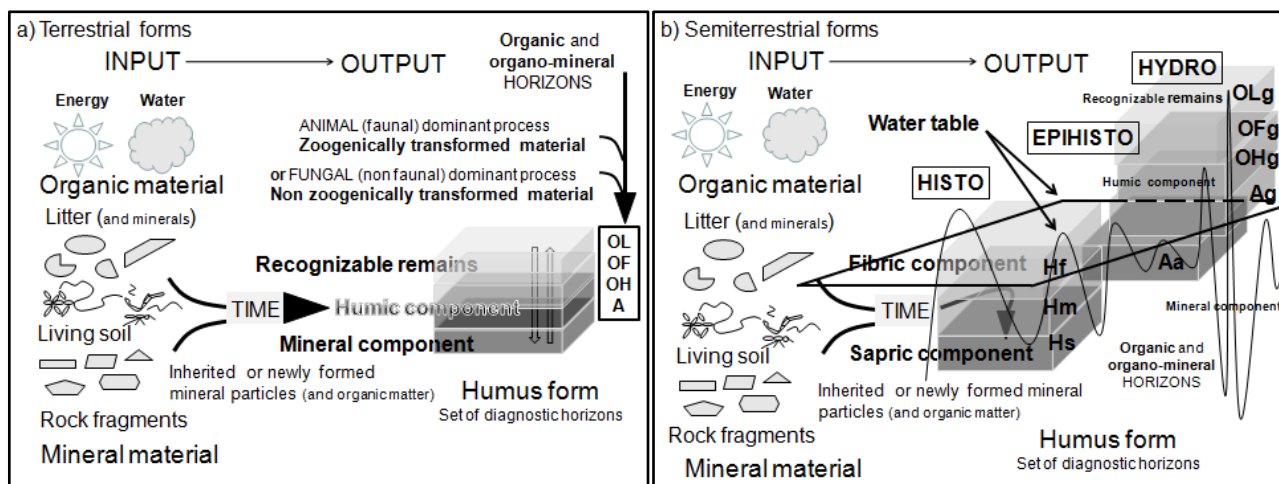 a) Terrestrial forms
INPUT
OUTPUT
Organic and
organo-mineral
HORIZONS
Energy
Water
ANIMAL (faunal) dominant process
Zoogenically transformed material
or FUNGAL (non faunal) dominant process
Non zoogenically transformed material
Organic material
Litter (and minerals)
OL
OF
OH
A
Recognizable remains
TIME
Humic component
Living soil
Mineral component
Inherited or newly formed
mineral particles (and organic matter)
Rock fragments
Humus form
Set of diagnostic horizons
Mineral material
b) Semiterrestrial forms
INPUT
OUTPUT
HYDRO
Energy
Water
Recognizable remains
OLg
Water table
EPIHISTO
OFg
OHg
Organic material
HISTO
Humic component
Ag
Litter (and minerals)
Fibric component
Hf
Aa
TIME
Hm
Mineral component
Living soil
Sapric component
Hs
Organic and
organo-mineral
HORIZONS
Inherited or newly formed mineral
particles (and organic matter)
Rock fragments
Humus form
Set of diagnostic horizons
Mineral material